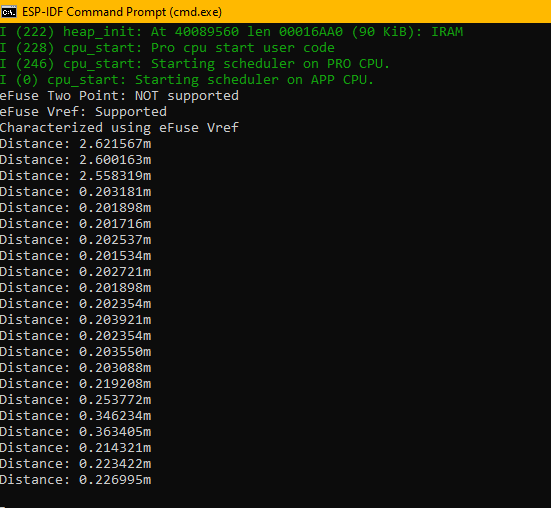 ESP-IDF Command Prompt (cmd.exe)
I (222) heap_init: At 40089560 len 00016AA0 (90 KiB): IRAM
I (228) cpu_start: Pro cpu start user code
I (246) cpu_start: Starting scheduler on PRO CPU.
I (0) cpu_start: Starting scheduler on APP CPU.
eFuse Two Point: NOT supported
eFuse Vref: Supported
Characterized using eFuse Vref
Distance: 2.621567m
Distance: 2.600163m
Distance: 2.558319m
Distance: 0.203181m
Distance: 0.201898m
Distance: 0.201716m
Distance: 0.202537m
Distance: 0.201534m
Distance: 0.202721m
Distance: 0.201898m
Distance: 0.202354m
Distance: 0.203921m
Distance: 0.202354m
Distance: 0.203550m
Distance: 0.203088m
Distance: 0.219208m
Distance: 0.253772m
Distance: 0.346234m
Distance: 0.363405m
Distance: 0.214321m
Distance: 0.223422m
Distance: 0.226995m